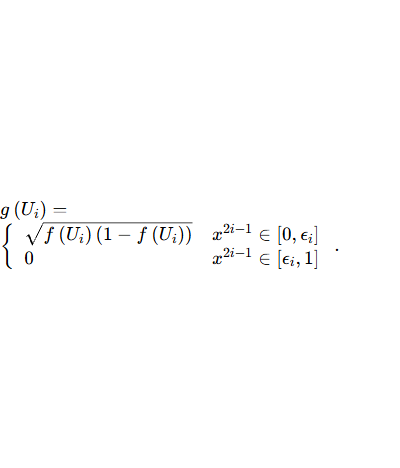 g (U_i) =
{ √(f (U_i) (1 − f (U_i))) x^{2i−1} ∈ [0, ϵ_i]
0 x^{2i−1} ∈ [ϵ_i, 1] .